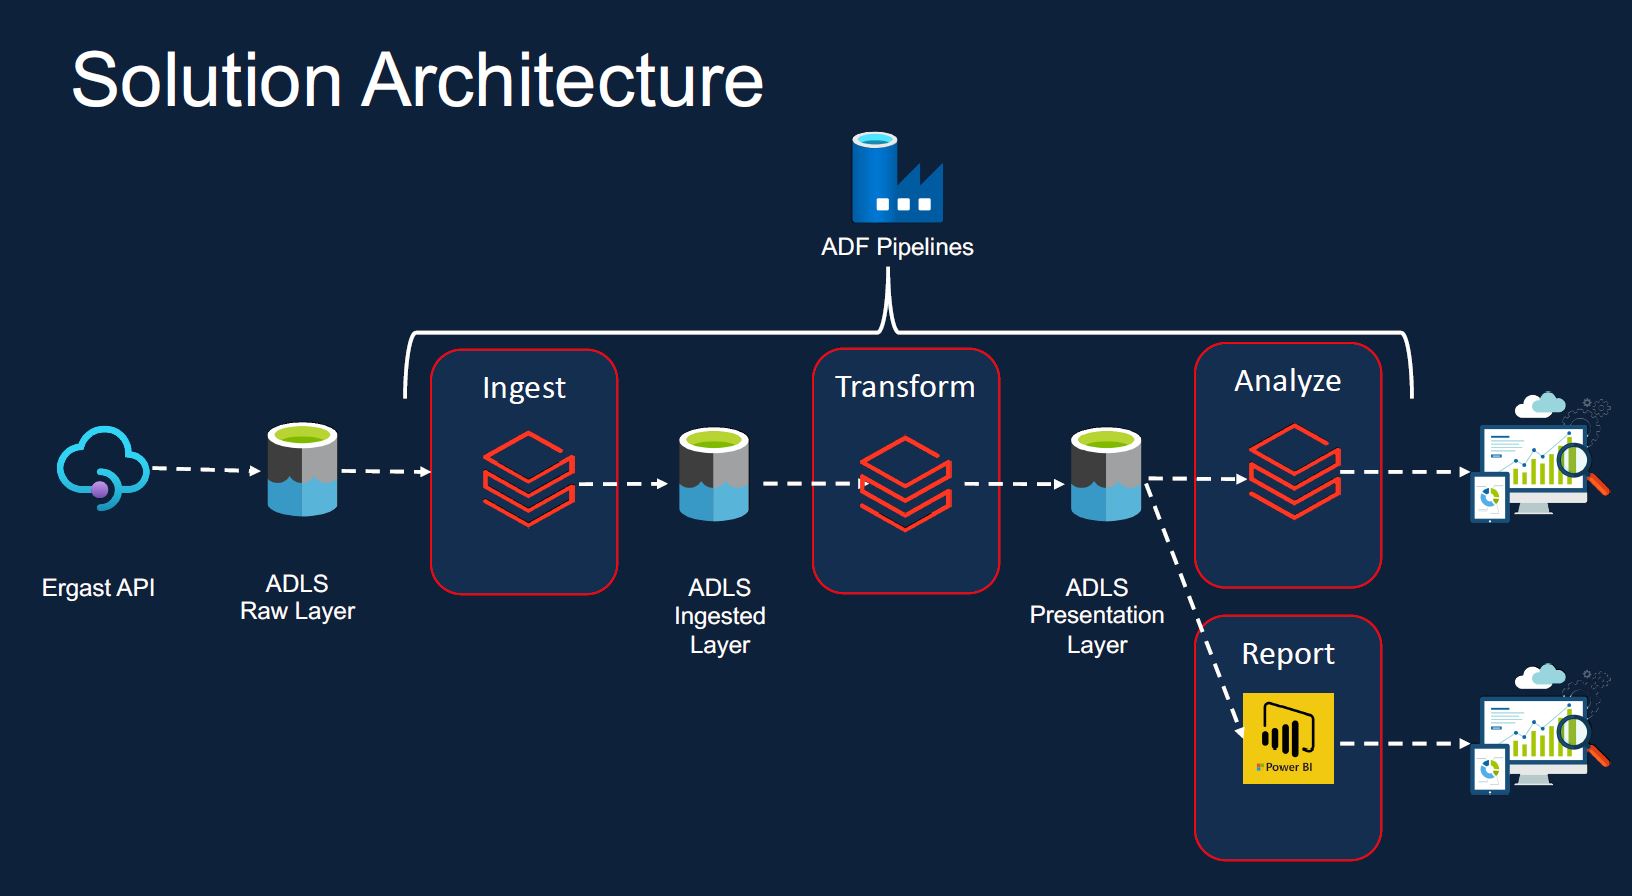 Solution Architecture
ADF Pipelines
Ingest
Transform
Analyze
Ergast API
ADLS
Raw Layer
ADLS
Ingested
Layer
ADLS
Presentation
Layer
Report
Power BI